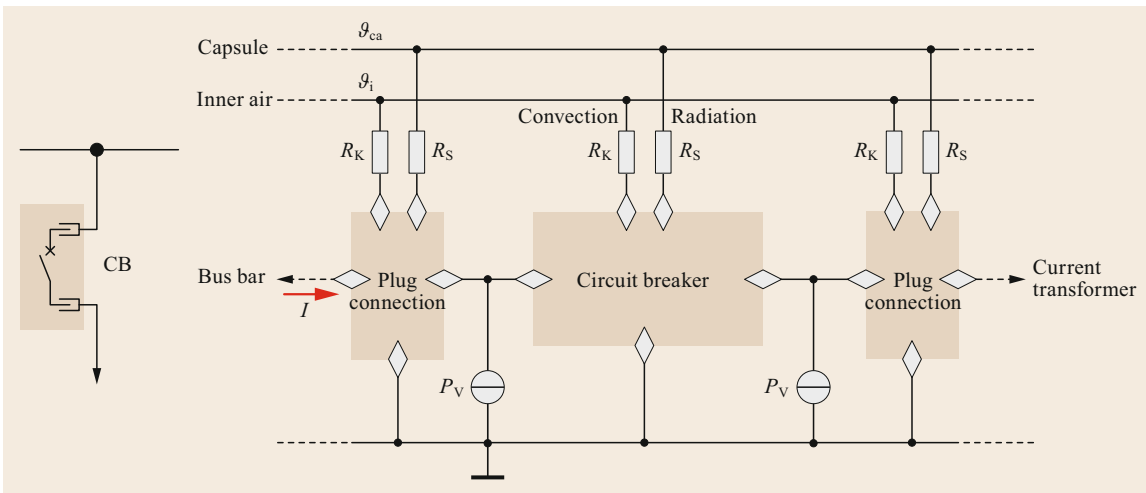 Capsule
ϑca
Inner air
ϑi
Convection
Radiation
RK
RS
RK
RS
RK
RS
CB
Bus bar
I
Plug
connection
Circuit breaker
Plug
connection
Current
transformer
PV
PV